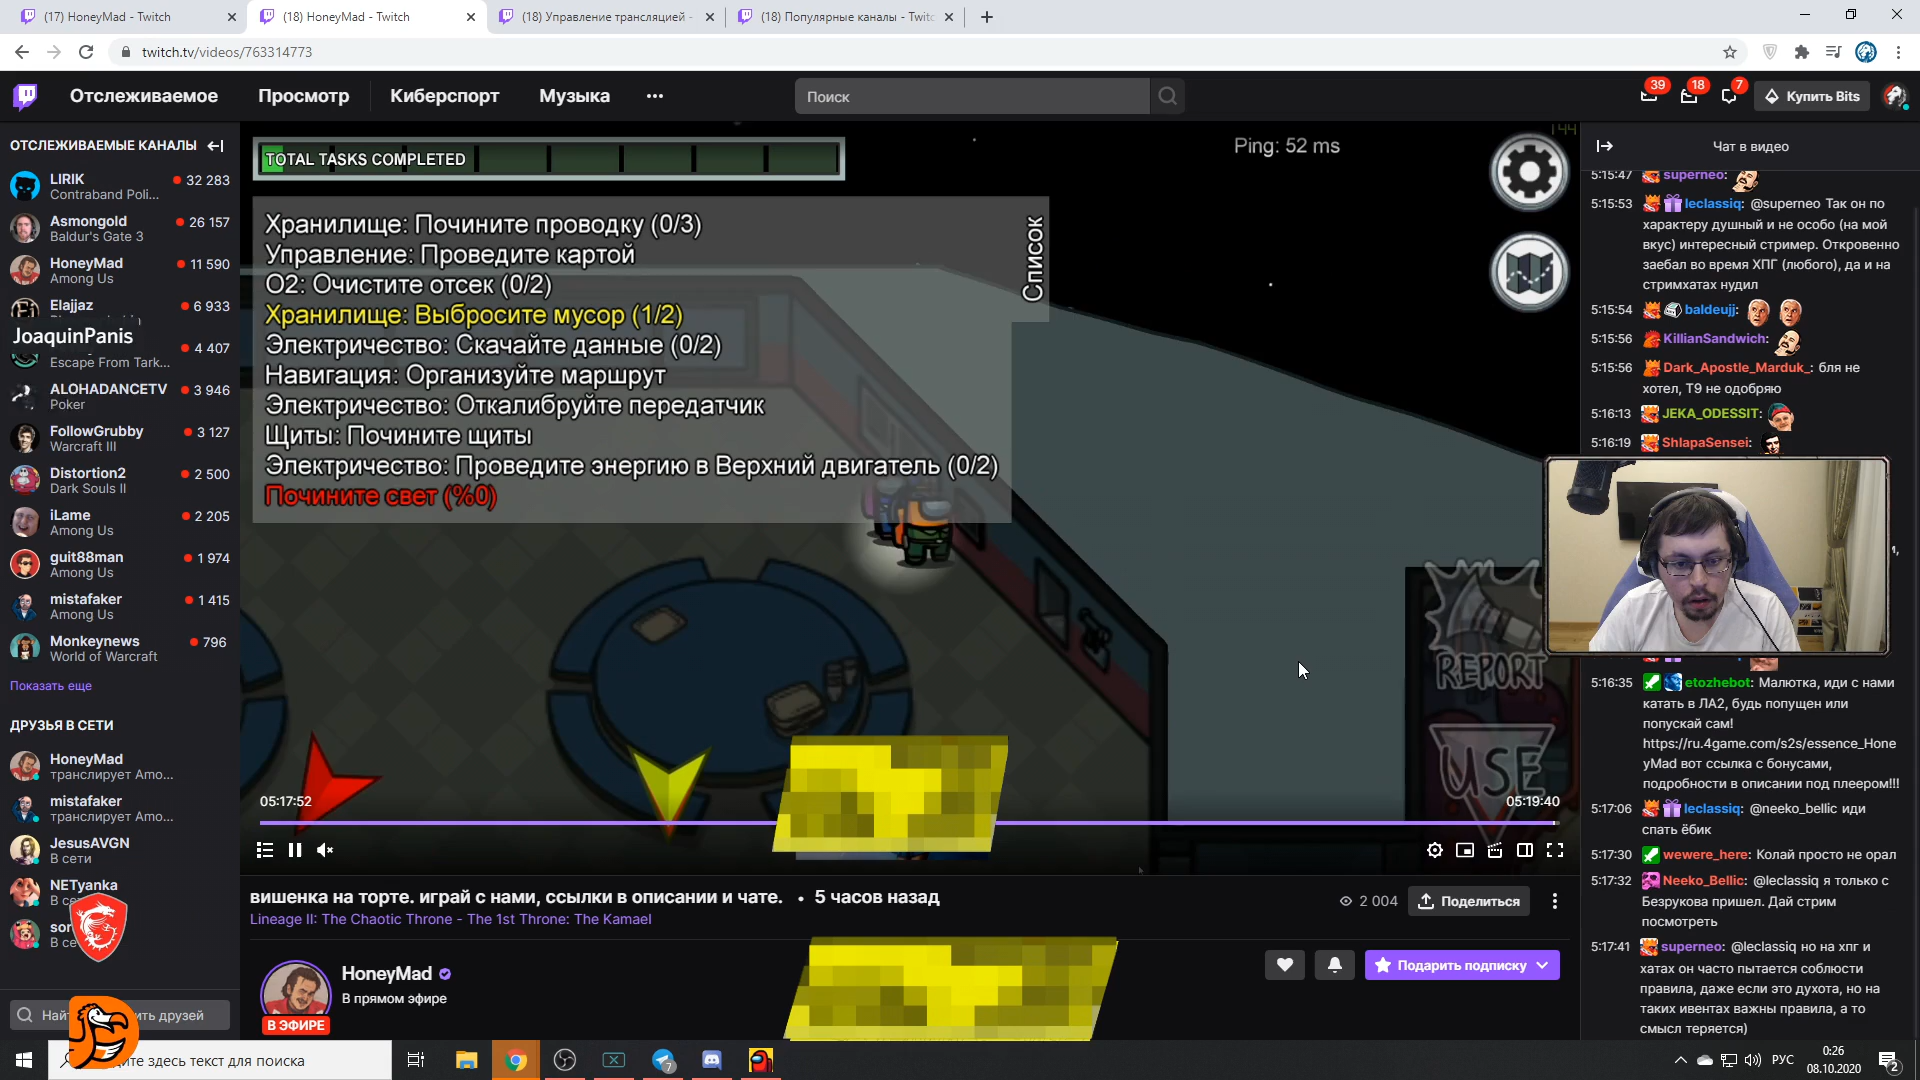 (17) HoneyMad - Twitch
(18) HoneyMad - Twitch
(18) Управление трансляцией -
(18) Популярные каналы - Twitc
twitch.tv/videos/763314773
Отслеживаемое
Просмотр
Киберспорт
Музыка
Поиск
39
18
7
Купить Bits
ОТСЛЕЖИВАЕМЫЕ КАНАЛЫ
LIRIK
32 283
Contraband Poli...
Asmongold
26 157
Baldur's Gate 3
HoneyMad
11 590
Among Us
Elajjaz
6 933
JoaquinPanis
4 407
Escape From Tark...
ALOHADANCETV
3 946
Poker
FollowGrubby
3 127
Warcraft III
Distortion2
2 500
Dark Souls II
iLame
2 205
Among Us
guit88man
1 974
Among Us
mistafaker
1 415
Among Us
Monkeynews
796
World of Warcraft
Показать еще
ДРУЗЬЯ В СЕТИ
HoneyMad
транслирует Amo...
mistafaker
транслирует Amo...
JesusAVGN
В сети
NETyanka
TOTAL TASKS COMPLETED
Ping: 52 ms
144
Список
Хранилище: Почините проводку (0/3)
Управление: Проведите картой
О2: Очистите отсек (0/2)
Хранилище: Выбросите мусор (1/2)
Электричество: Скачайте данные (0/2)
Навигация: Организуйте маршрут
Электричество: Откалибруйте передатчик
Щиты: Почините щиты
Электричество: Проведите энергию в Верхний двигатель (0/2)
Почините свет (%0)
REPORT
USE
05:17:52
05:19:40
вишенка на торте. играй с нами, ссылки в описании и чате. • 5 часов назад
Lineage II: The Chaotic Throne - The 1st Throne: The Kamael
2 004
Поделиться
HoneyMad
В прямом эфире
В ЭФИРЕ
Подарить подписку
Чат в видео
5:15:47 superneo:
5:15:53 leclassiq: @superneo Так он по
характеру душный и не особо (на мой
вкус) интересный стример. Откровенно
заебал во время ХПГ (любого), да и на
стримхатах нудил
5:15:54 baldeujj:
5:15:56 KillianSandwich:
5:15:56 Dark_Apostle_Marduk_: бля не
хотел, Т9 не одобряю
5:16:13 JEKA_ODESSIT:
5:16:19 ShlapaSensei:
5:16:35 etozhebot: Малютка, иди с нами
катать в ЛА2, будь попущен или
попускай сам!
https://ru.4game.com/s2s/essence_Hone
yMad вот ссылка с бонусами,
подробности в описании под плеером!!!
5:17:06 leclassiq: @neeko_bellic иди
спать ёбик
5:17:30 wewere_here: Колай просто не орал
5:17:32 Neeko_Bellic: @leclassiq я только с
Безрукова пришел. Дай стрим
посмотреть
5:17:41 superneo: @leclassiq но на хпг и
хатах он часто пытается соблюсти
правила, даже если это духота, но на
таких ивентах важны правила, а то
смысл теряется)
здесь текст для поиска
7
РУС
0:26
08.10.2020
2